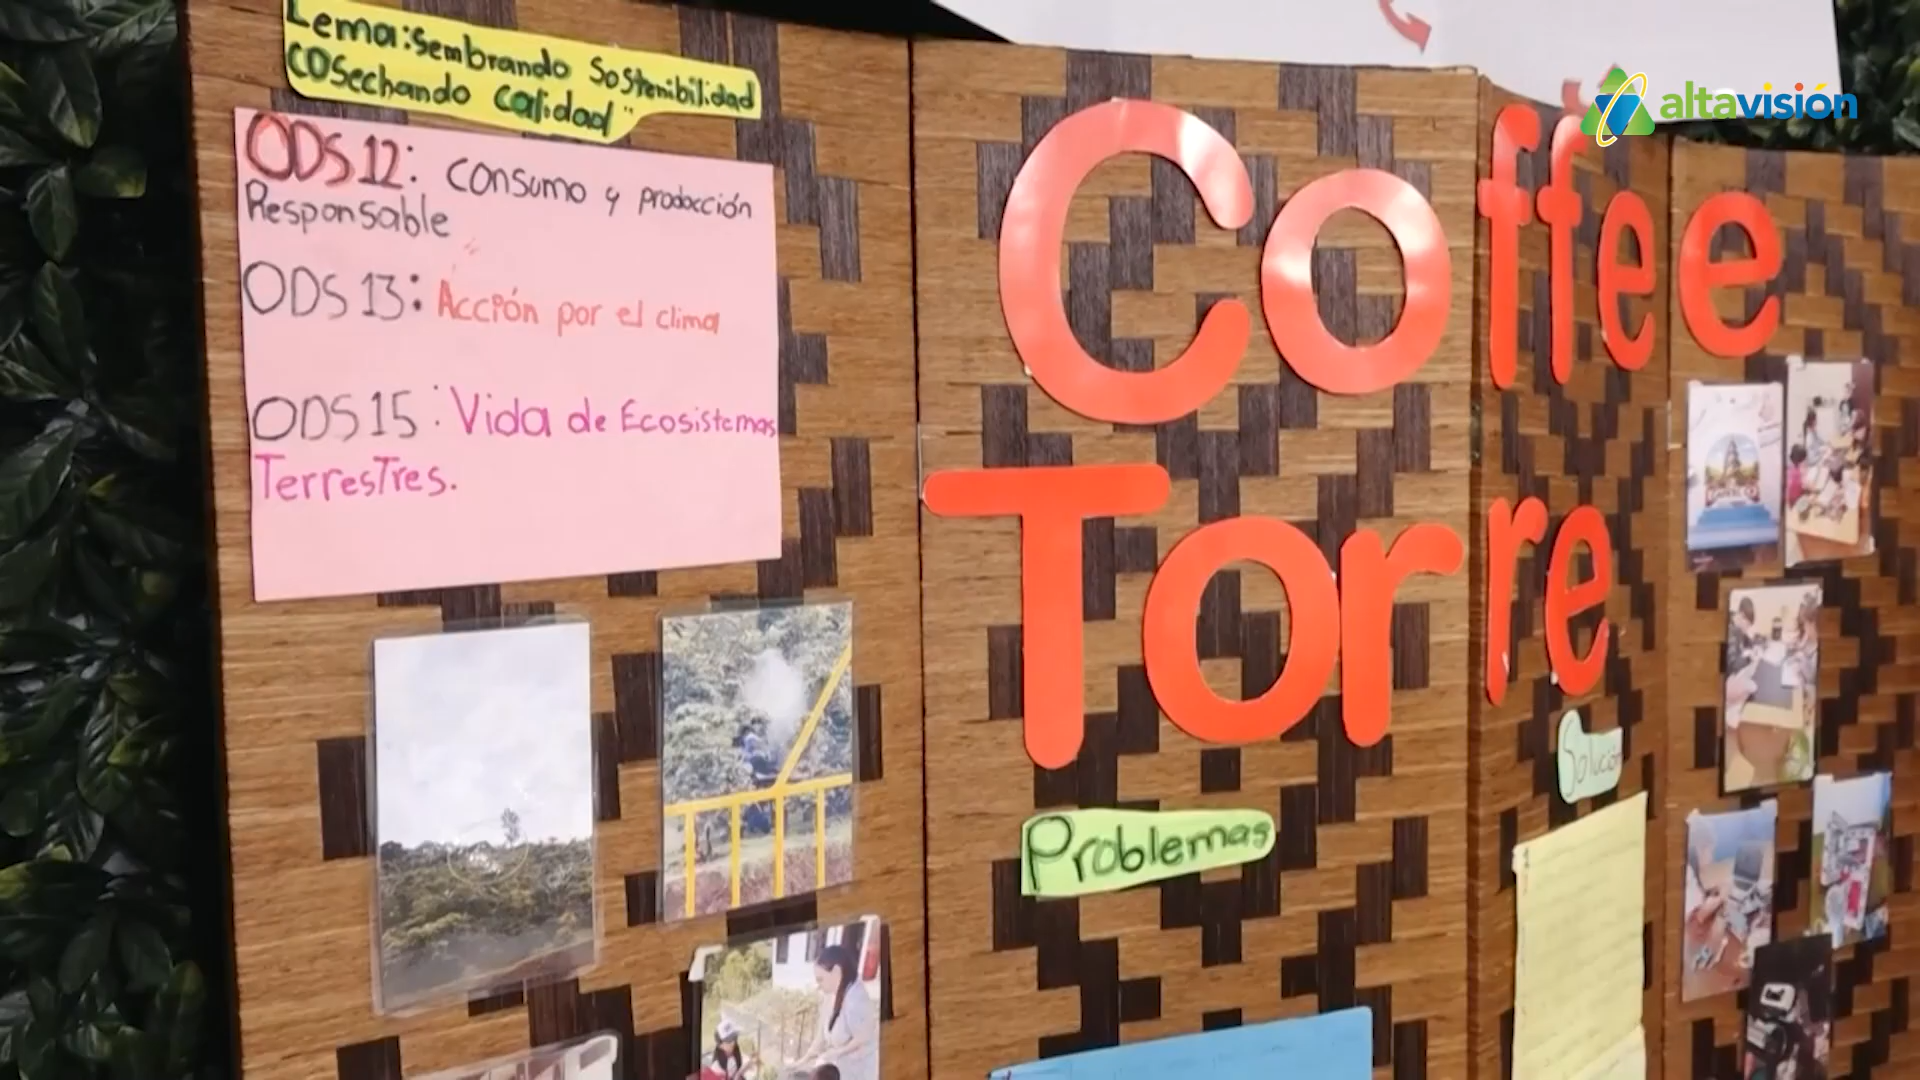 Lema: Sembrando Sostenibilidad
Cosechando calidad"
ODS 12: Consumo y producción
Responsable
ODS 13: Acción por el clima
ODS 15: Vida de Ecosistemas
Terrestres.
Coffee
Torre
Problemas
Solución
altavisión